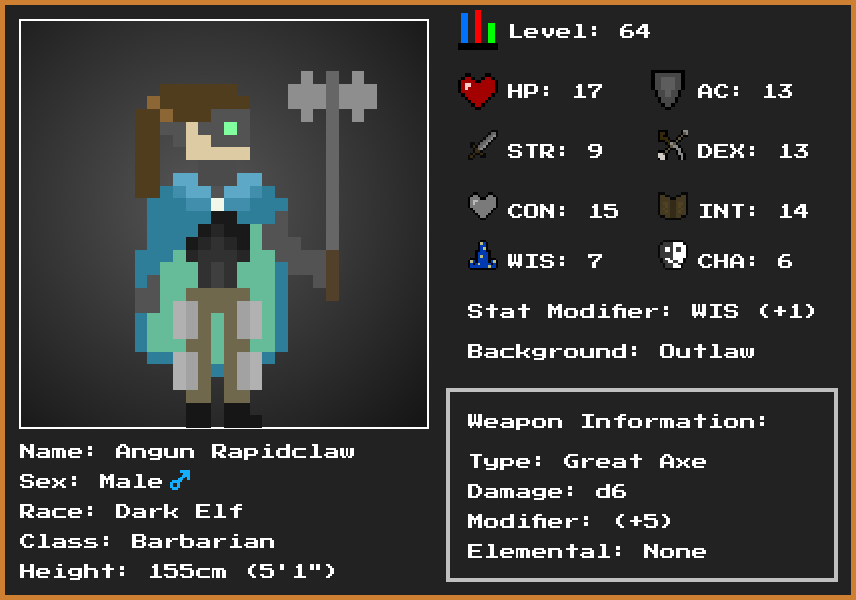 Level: 64
HP: 17
AC: 13
STR: 9
DEX: 13
CON: 15
INT: 14
WIS: 7
CHA: 6
Stat Modifier: WIS (+1)
Background: Outlaw
Weapon Information:
Type: Great Axe
Damage: d6
Modifier: (+5)
Elemental: None
Name: Angun Rapidclaw
Sex: Male♂
Race: Dark Elf
Class: Barbarian
Height: 155cm (5'1")